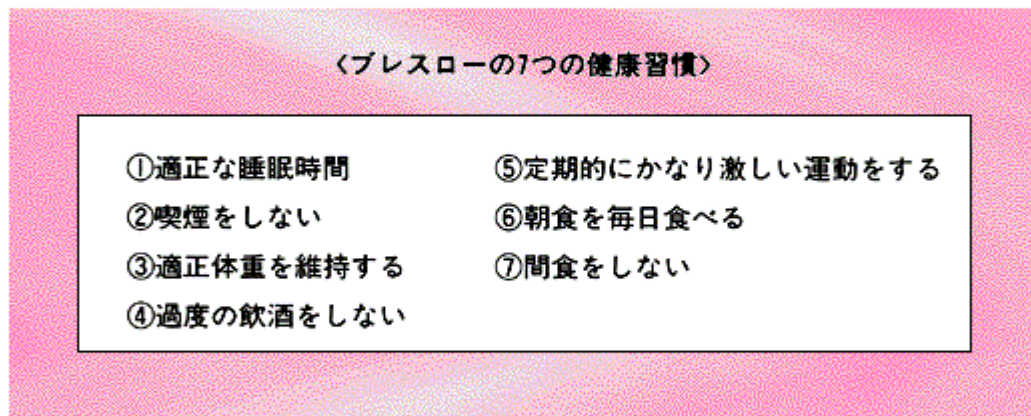 〈ブレスローの7つの健康習慣〉
①適正な睡眠時間
②喫煙をしない
③適正体重を維持する
④過度の飲酒をしない
⑤定期的にかなり激しい運動をする
⑥朝食を毎日食べる
⑦間食をしない